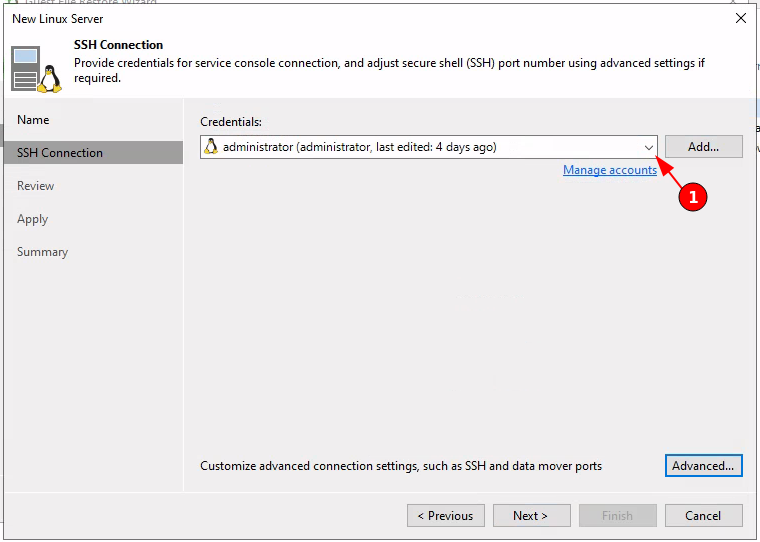 New Linux Server
SSH Connection
Provide credentials for service console connection, and adjust secure shell (SSH) port number using advanced settings if
required.
Name
SSH Connection
Review
Apply
Summary
Credentials:
administrator (administrator, last edited: 4 days ago)
Add...
Manage accounts
1
Customize advanced connection settings, such as SSH and data mover ports
Advanced...
< Previous
Next >
Finish
Cancel